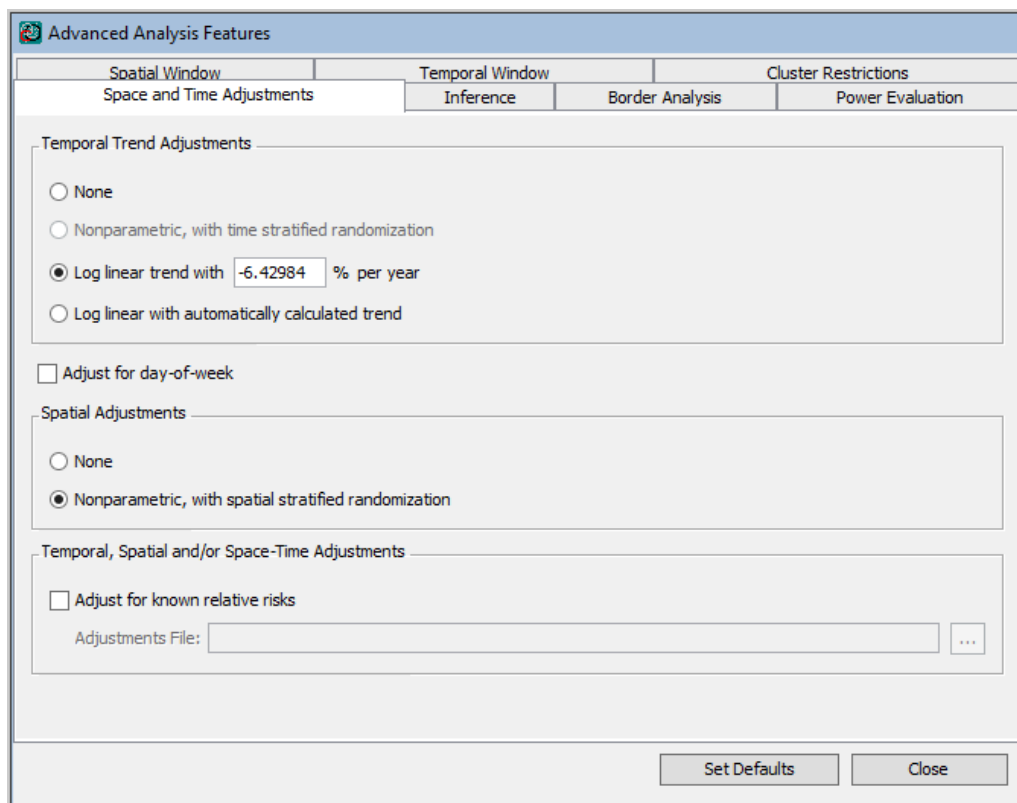 Advanced Analysis Features
Spatial Window Temporal Window Cluster Restrictions
Space and Time Adjustments Inference Border Analysis Power Evaluation
Temporal Trend Adjustments
None
Nonparametric, with time stratified randomization
Log linear trend with -6.42984 % per year
Log linear with automatically calculated trend
Adjust for day-of-week
Spatial Adjustments
None
Nonparametric, with spatial stratified randomization
Temporal, Spatial and/or Space-Time Adjustments
Adjust for known relative risks
Adjustments File: ...
Set Defaults Close